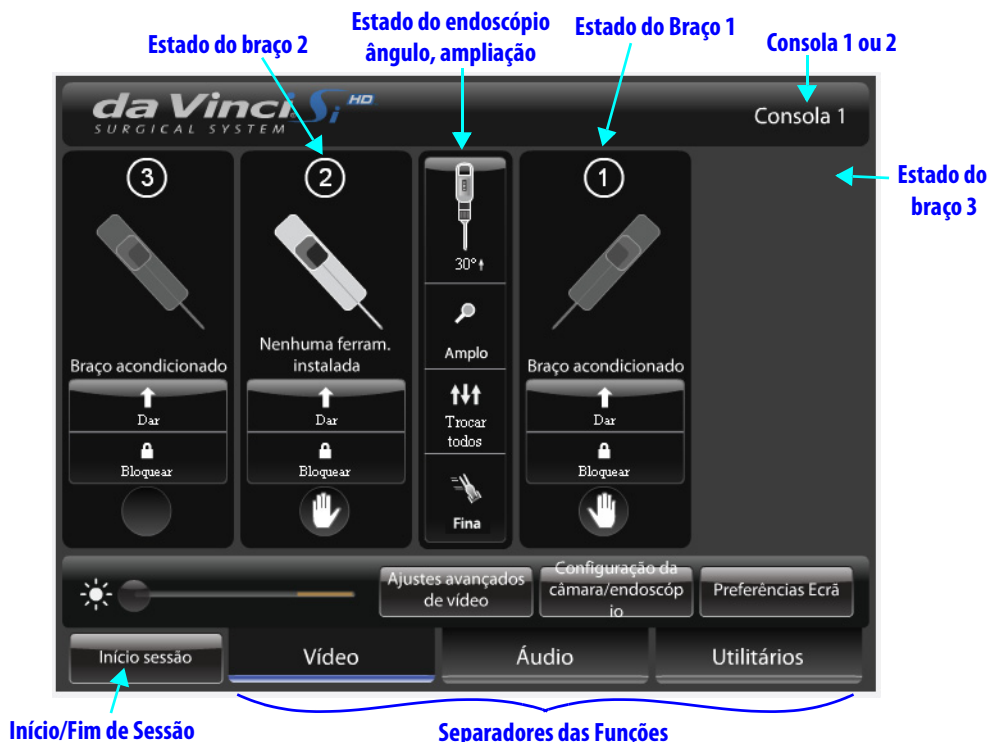 Estado do braço 2
Estado do endoscópio
ângulo, ampliação
Estado do Braço 1
Consola 1 ou 2
da Vinci Si HD
SURGICAL SYSTEM
Consola 1
Estado do
braço 3
3
Braço acondicionado
Dar
Bloquear
2
Nenhuma ferram.
instalada
Dar
Bloquear
30°
Amplo
Trocar
todos
Fina
1
Braço acondicionado
Dar
Bloquear
Ajustes avançados
de vídeo
Configuração da
câmara/endoscóp
io
Preferências Ecrã
Início sessão
Vídeo
Áudio
Utilitários
Início/Fim de Sessão
Separadores das Funções